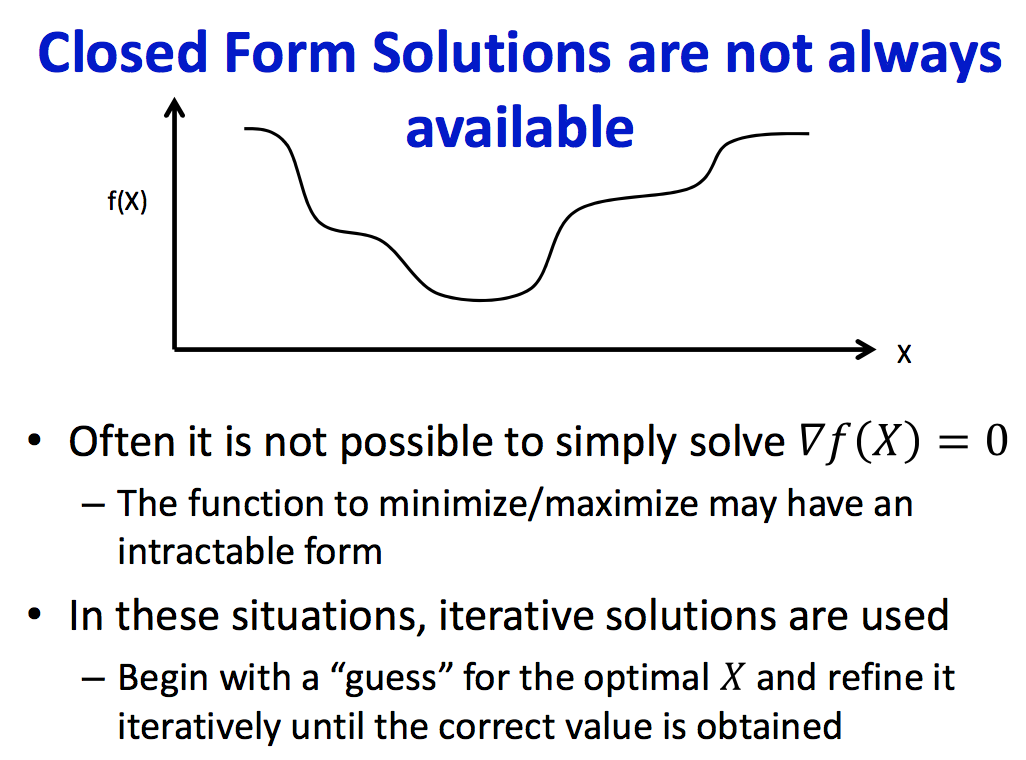 Closed Form Solutions are not always
available
f(X)
X
• Often it is not possible to simply solve ∇f(X) = 0
– The function to minimize/maximize may have an
intractable form
• In these situations, iterative solutions are used
– Begin with a “guess” for the optimal X and refine it
iteratively until the correct value is obtained